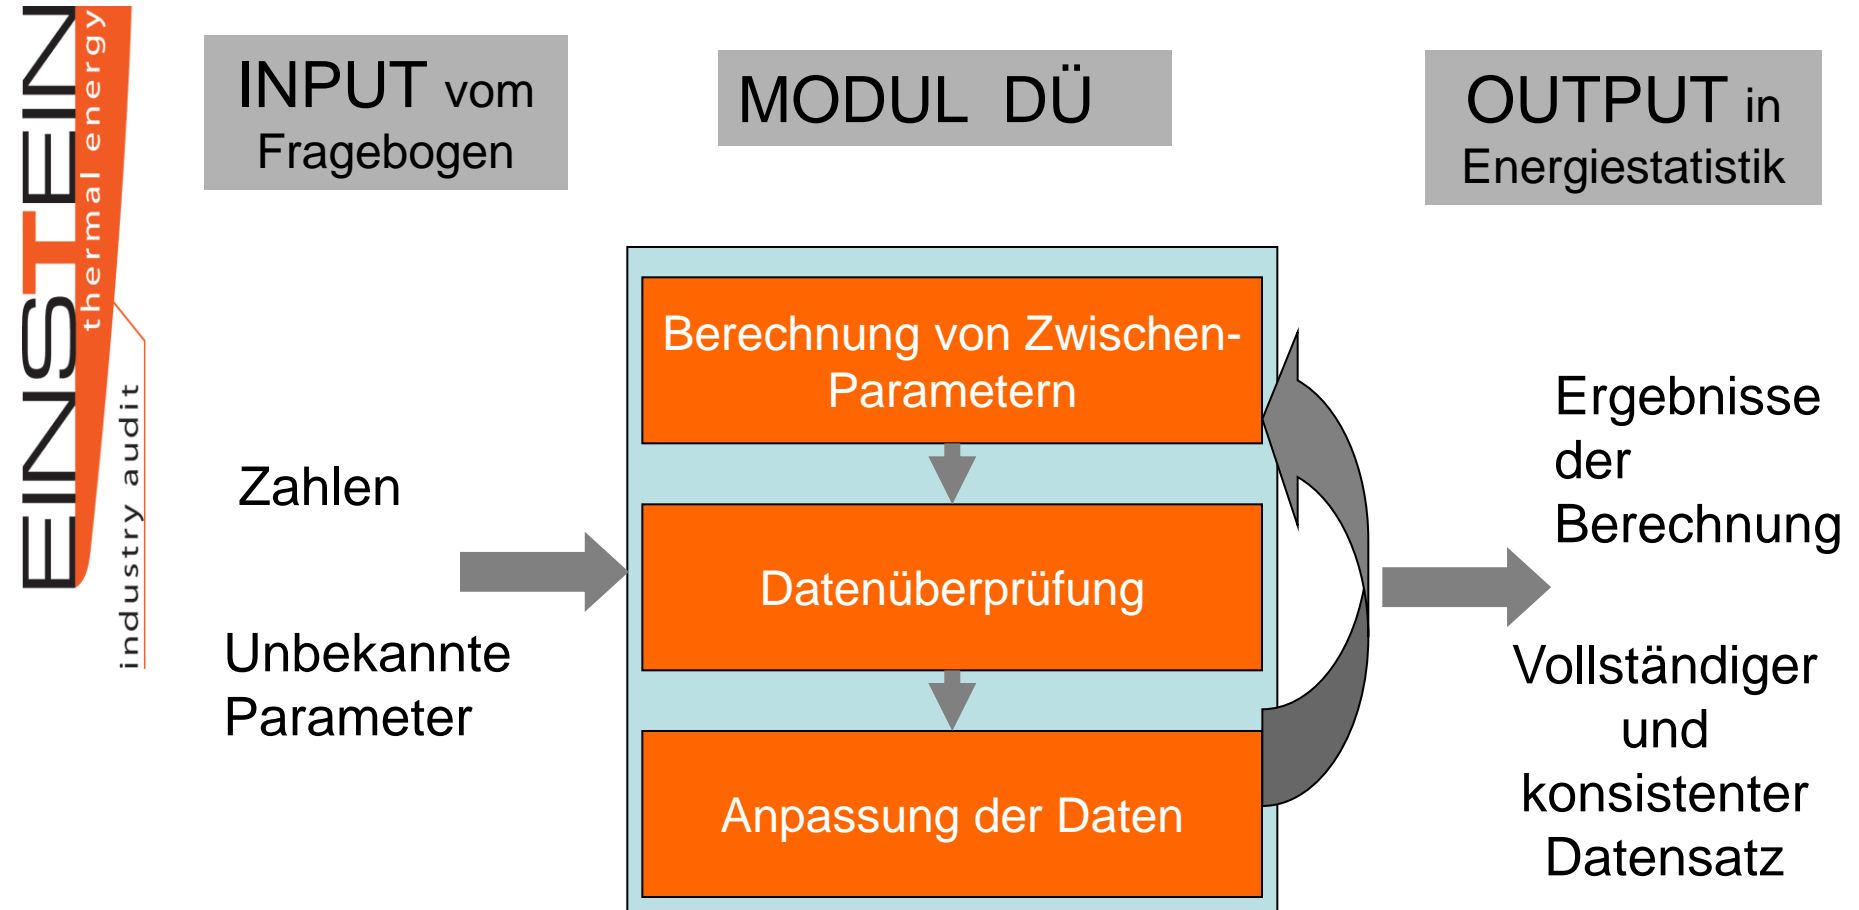 EINSTEIN
thermal energy
industry audit
INPUT vom
Fragebogen
MODUL DÜ
OUTPUT in
Energiestatistik
Zahlen
Unbekannte
Parameter
Berechnung von Zwischen-
Parametern
Datenüberprüfung
Anpassung der Daten
Ergebnisse
der
Berechnung
Vollständiger
und
konsistenter
Datensatz